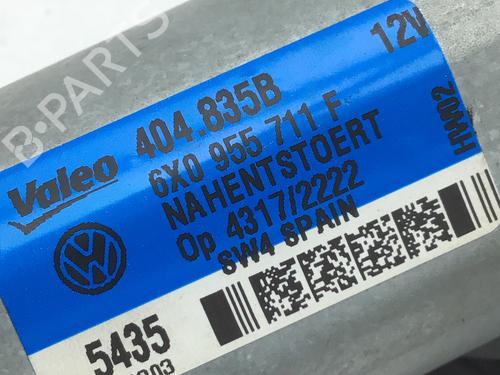 B-PARTS
Valeo
404.835B
12V
6X0 955 711 F
NAHENTSTOERT
HW02
Op 4317/2222
SW4 SPAIN
5435